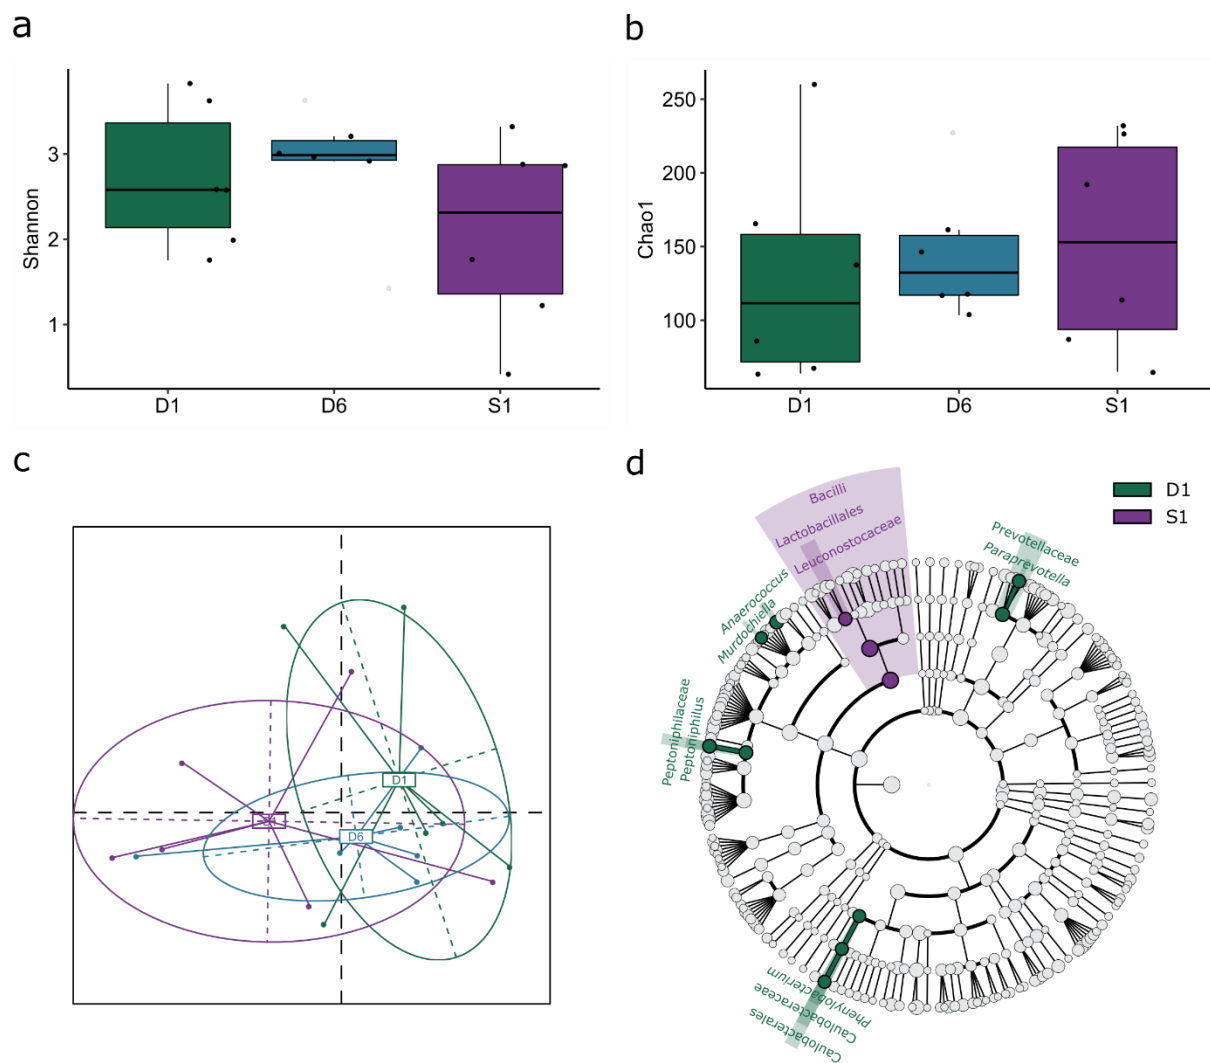 a
Shannon
3
2
1
D1
D6
S1
b
Chao1
250
200
150
100
D1
D6
S1
c
D1
D6
d
D1
S1
Bacilli
Lactobacillales
Leuconostocaceae
Prevotellaceae
Paraprevotella
Anaerococcus
Murdochiella
Peptoniphilaceae
Peptoniphilus
Phenylobacterium
Caulobacteraceae
Caulobacterales